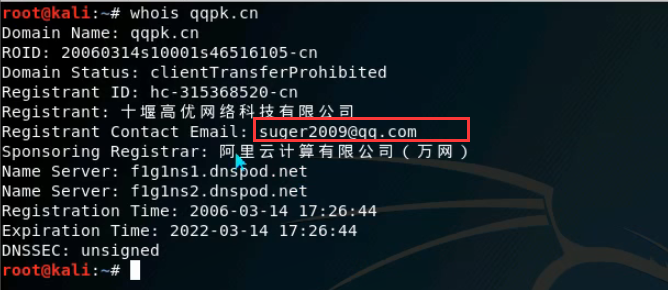 root@kali:~# whois qqpk.cn
Domain Name: qqpk.cn
ROID: 20060314s10001s46516105-cn
Domain Status: clientTransferProhibited
Registrant ID: hc-315368520-cn
Registrant: 十堰高优网络科技有限公司
Registrant Contact Email: suger2009@qq.com
Sponsoring Registrar: 阿里云计算有限公司（万网）
Name Server: f1g1ns1.dnspod.net
Name Server: f1g1ns2.dnspod.net
Registration Time: 2006-03-14 17:26:44
Expiration Time: 2022-03-14 17:26:44
DNSSEC: unsigned
root@kali:~#